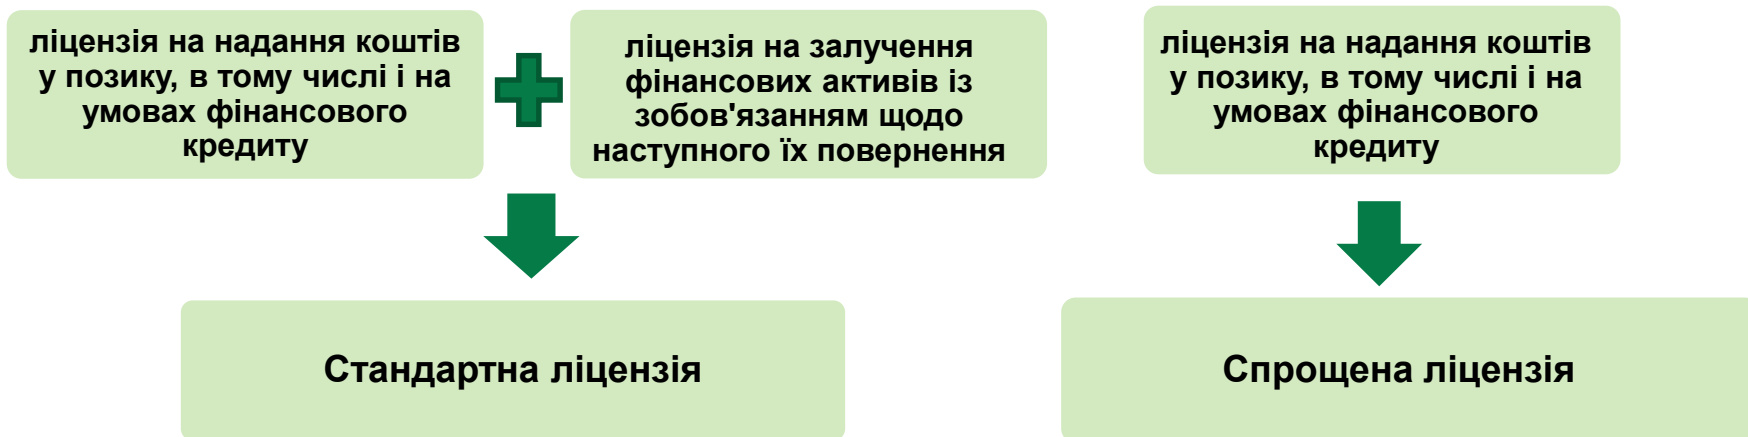 ліцензія на надання коштів
у позику, в тому числі і на
умовах фінансового
кредиту
ліцензія на залучення
фінансових активів із
зобов'язанням щодо
наступного їх повернення
ліцензія на надання коштів
у позику, в тому числі і на
умовах фінансового
кредиту
Стандартна ліцензія
Спрощена ліцензія